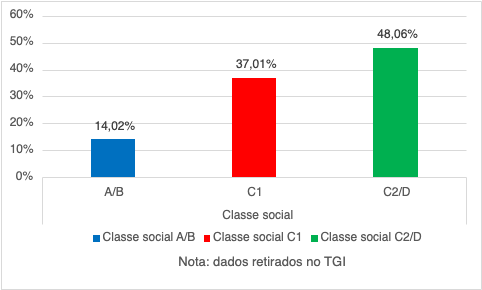 60%
50%
40%
30%
20%
10%
0%
14,02%
37,01%
48,06%
A/B C1 C2/D
Classe social
Classe social A/B Classe social C1 Classe social C2/D
Nota: dados retirados no TGI